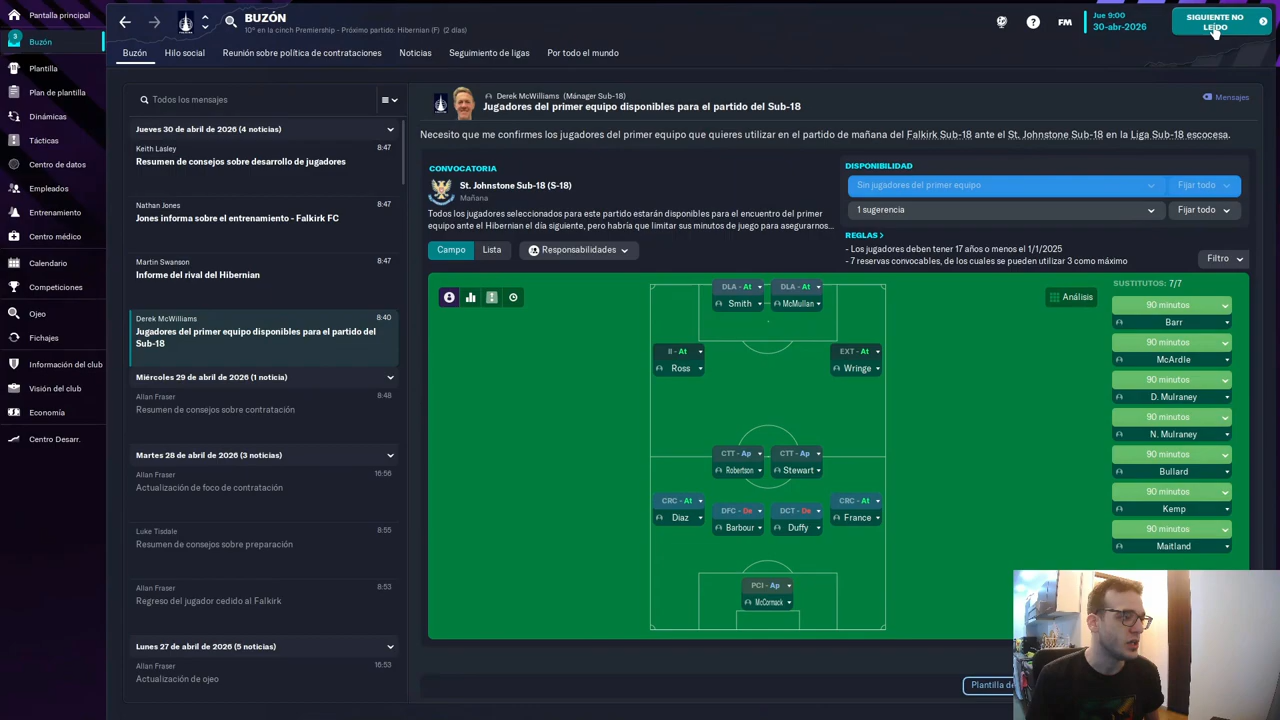 Página principal
BUZÓN
10° en la cinch Premiership - Próximo partido: Hibernian (F) (2 días)
FM
Jue 9:00
30-abr-2026
SIGUIENTE NO
LEÍDO
3
Buzón
Plantilla
Plan de plantilla
Dinámicas
Tácticas
Centro de datos
Empleados
Entrenamiento
Centro médico
Calendario
Competiciones
Ojeo
Fichajes
Información del club
Visión del club
Economía
Centro Desarr.
Buzón
Hilo social
Reunión sobre política de contrataciones
Noticias
Seguimiento de ligas
Por todo el mundo
Todos los mensajes
Jueves 30 de abril de 2026 (4 noticias)
Keith Lasley
8:47
Resumen de consejos sobre desarrollo de jugadores
Nathan Jones
8:47
Jones informa sobre el entrenamiento - Falkirk FC
Martin Swanson
8:47
Informe del rival del Hibernian
Derek McWilliams
8:40
Jugadores del primer equipo disponibles para el partido del
Sub-18
Miércoles 29 de abril de 2026 (1 noticia)
Allan Fraser
8:48
Resumen de consejos sobre contratación
Martes 28 de abril de 2026 (3 noticias)
Allan Fraser
16:56
Actualización de foco de contratación
Luke Tisdale
8:55
Resumen de consejos sobre preparación
Allan Fraser
8:53
Regreso del jugador cedido al Falkirk
Lunes 27 de abril de 2026 (5 noticias)
Allan Fraser
16:53
Actualización de ojeo
Derek McWilliams (Mánager Sub-18)
Jugadores del primer equipo disponibles para el partido del Sub-18
Mensajes
Necesito que me confirmes los jugadores del primer equipo que quieres utilizar en el partido de mañana del Falkirk Sub-18 ante el St. Johnstone Sub-18 en la Liga Sub-18 escocesa.
CONVOCATORIA
St. Johnstone Sub-18 (S-18)
Mañana
Todos los jugadores seleccionados para este partido estarán disponibles para el encuentro del primer
equipo ante el Hibernian el día siguiente, pero habría que limitar sus minutos de juego para asegurarnos...
DISPONIBILIDAD
Sin jugadores del primer equipo
Fijar todo
1 sugerencia
Fijar todo
REGLAS >
- Los jugadores deben tener 17 años o menos el 1/1/2025
- 7 reservas convocables, de los cuales se pueden utilizar 3 como máximo
Campo
Lista
Responsabilidades
Filtro
Análisis
DLA - At
DLA - At
Smith
McMullan
II - At
EXT - At
Ross
Wringe
CTT - Ap
CTT - Ap
Robertson
Stewart
CRC - At
CRC - At
Diaz
France
DFC - De
DCT - De
Barbour
Duffy
PCI - Ap
McCormack
SUSTITUTOS: 7/7
90 minutos
Barr
90 minutos
McArdle
90 minutos
D. Mulraney
90 minutos
N. Mulraney
90 minutos
Bullard
90 minutos
Kemp
90 minutos
Maitland
Plantilla